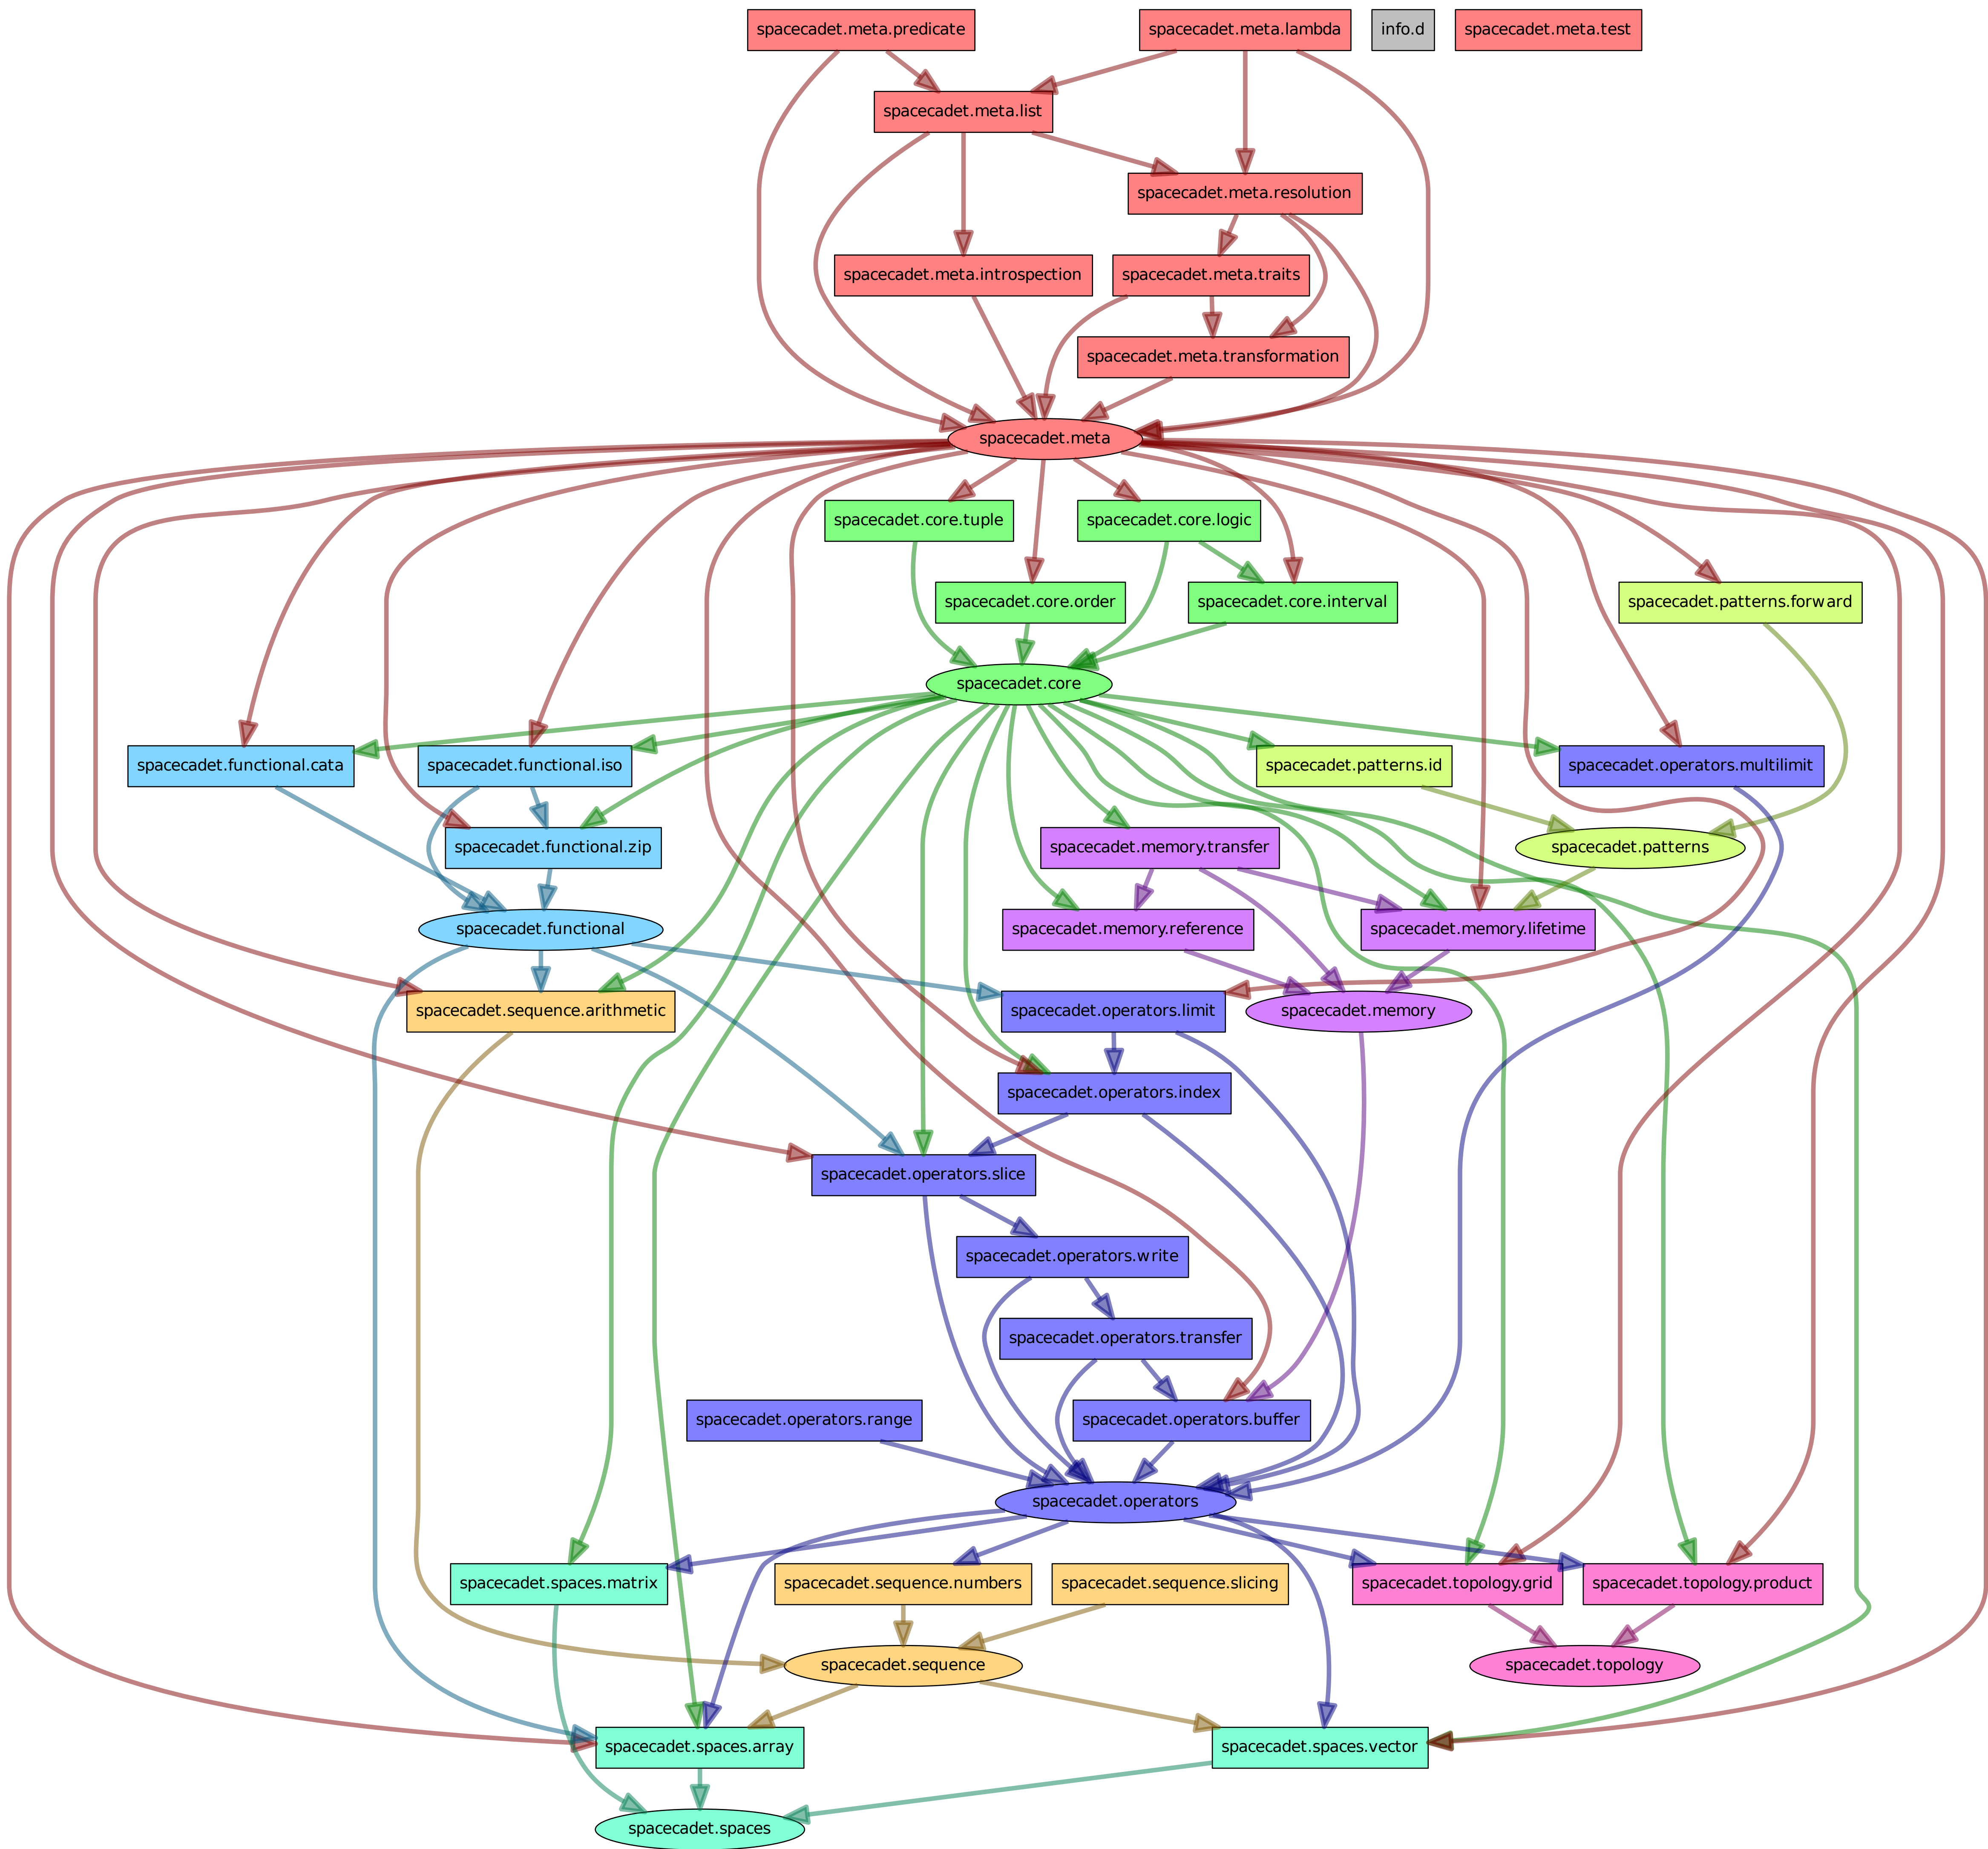 spacecadet.meta.predicate
spacecadet.meta.lambda
info.d
spacecadet.meta.test
spacecadet.meta.list
spacecadet.meta.resolution
spacecadet.meta.introspection
spacecadet.meta.traits
spacecadet.meta.transformation
spacecadet.meta
spacecadet.core.tuple
spacecadet.core.logic
spacecadet.core.order
spacecadet.core.interval
spacecadet.patterns.forward
spacecadet.core
spacecadet.functional.cata
spacecadet.functional.iso
spacecadet.patterns.id
spacecadet.operators.multilimit
spacecadet.functional.zip
spacecadet.memory.transfer
spacecadet.patterns
spacecadet.functional
spacecadet.memory.reference
spacecadet.memory.lifetime
spacecadet.sequence.arithmetic
spacecadet.operators.limit
spacecadet.memory
spacecadet.operators.index
spacecadet.operators.slice
spacecadet.operators.write
spacecadet.operators.transfer
spacecadet.operators.range
spacecadet.operators.buffer
spacecadet.operators
spacecadet.spaces.matrix
spacecadet.sequence.numbers
spacecadet.sequence.slicing
spacecadet.topology.grid
spacecadet.topology.product
spacecadet.sequence
spacecadet.topology
spacecadet.spaces.array
spacecadet.spaces.vector
spacecadet.spaces